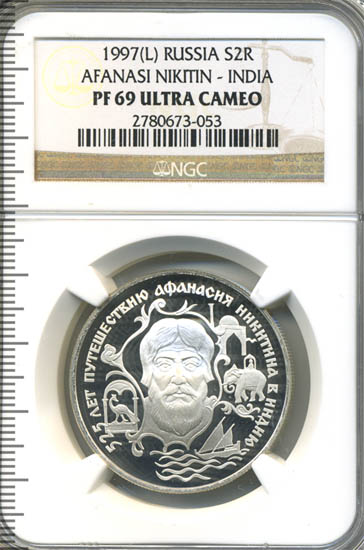 1997(L) RUSSIA S2R
AFANASI NIKITIN - INDIA
PF 69 ULTRA CAMEO
2780673-053
NGC
525 ЛЕТ ПУТЕШЕСТВИЮ АФАНАСИЯ НИКИТИНА В ИНДИЮ